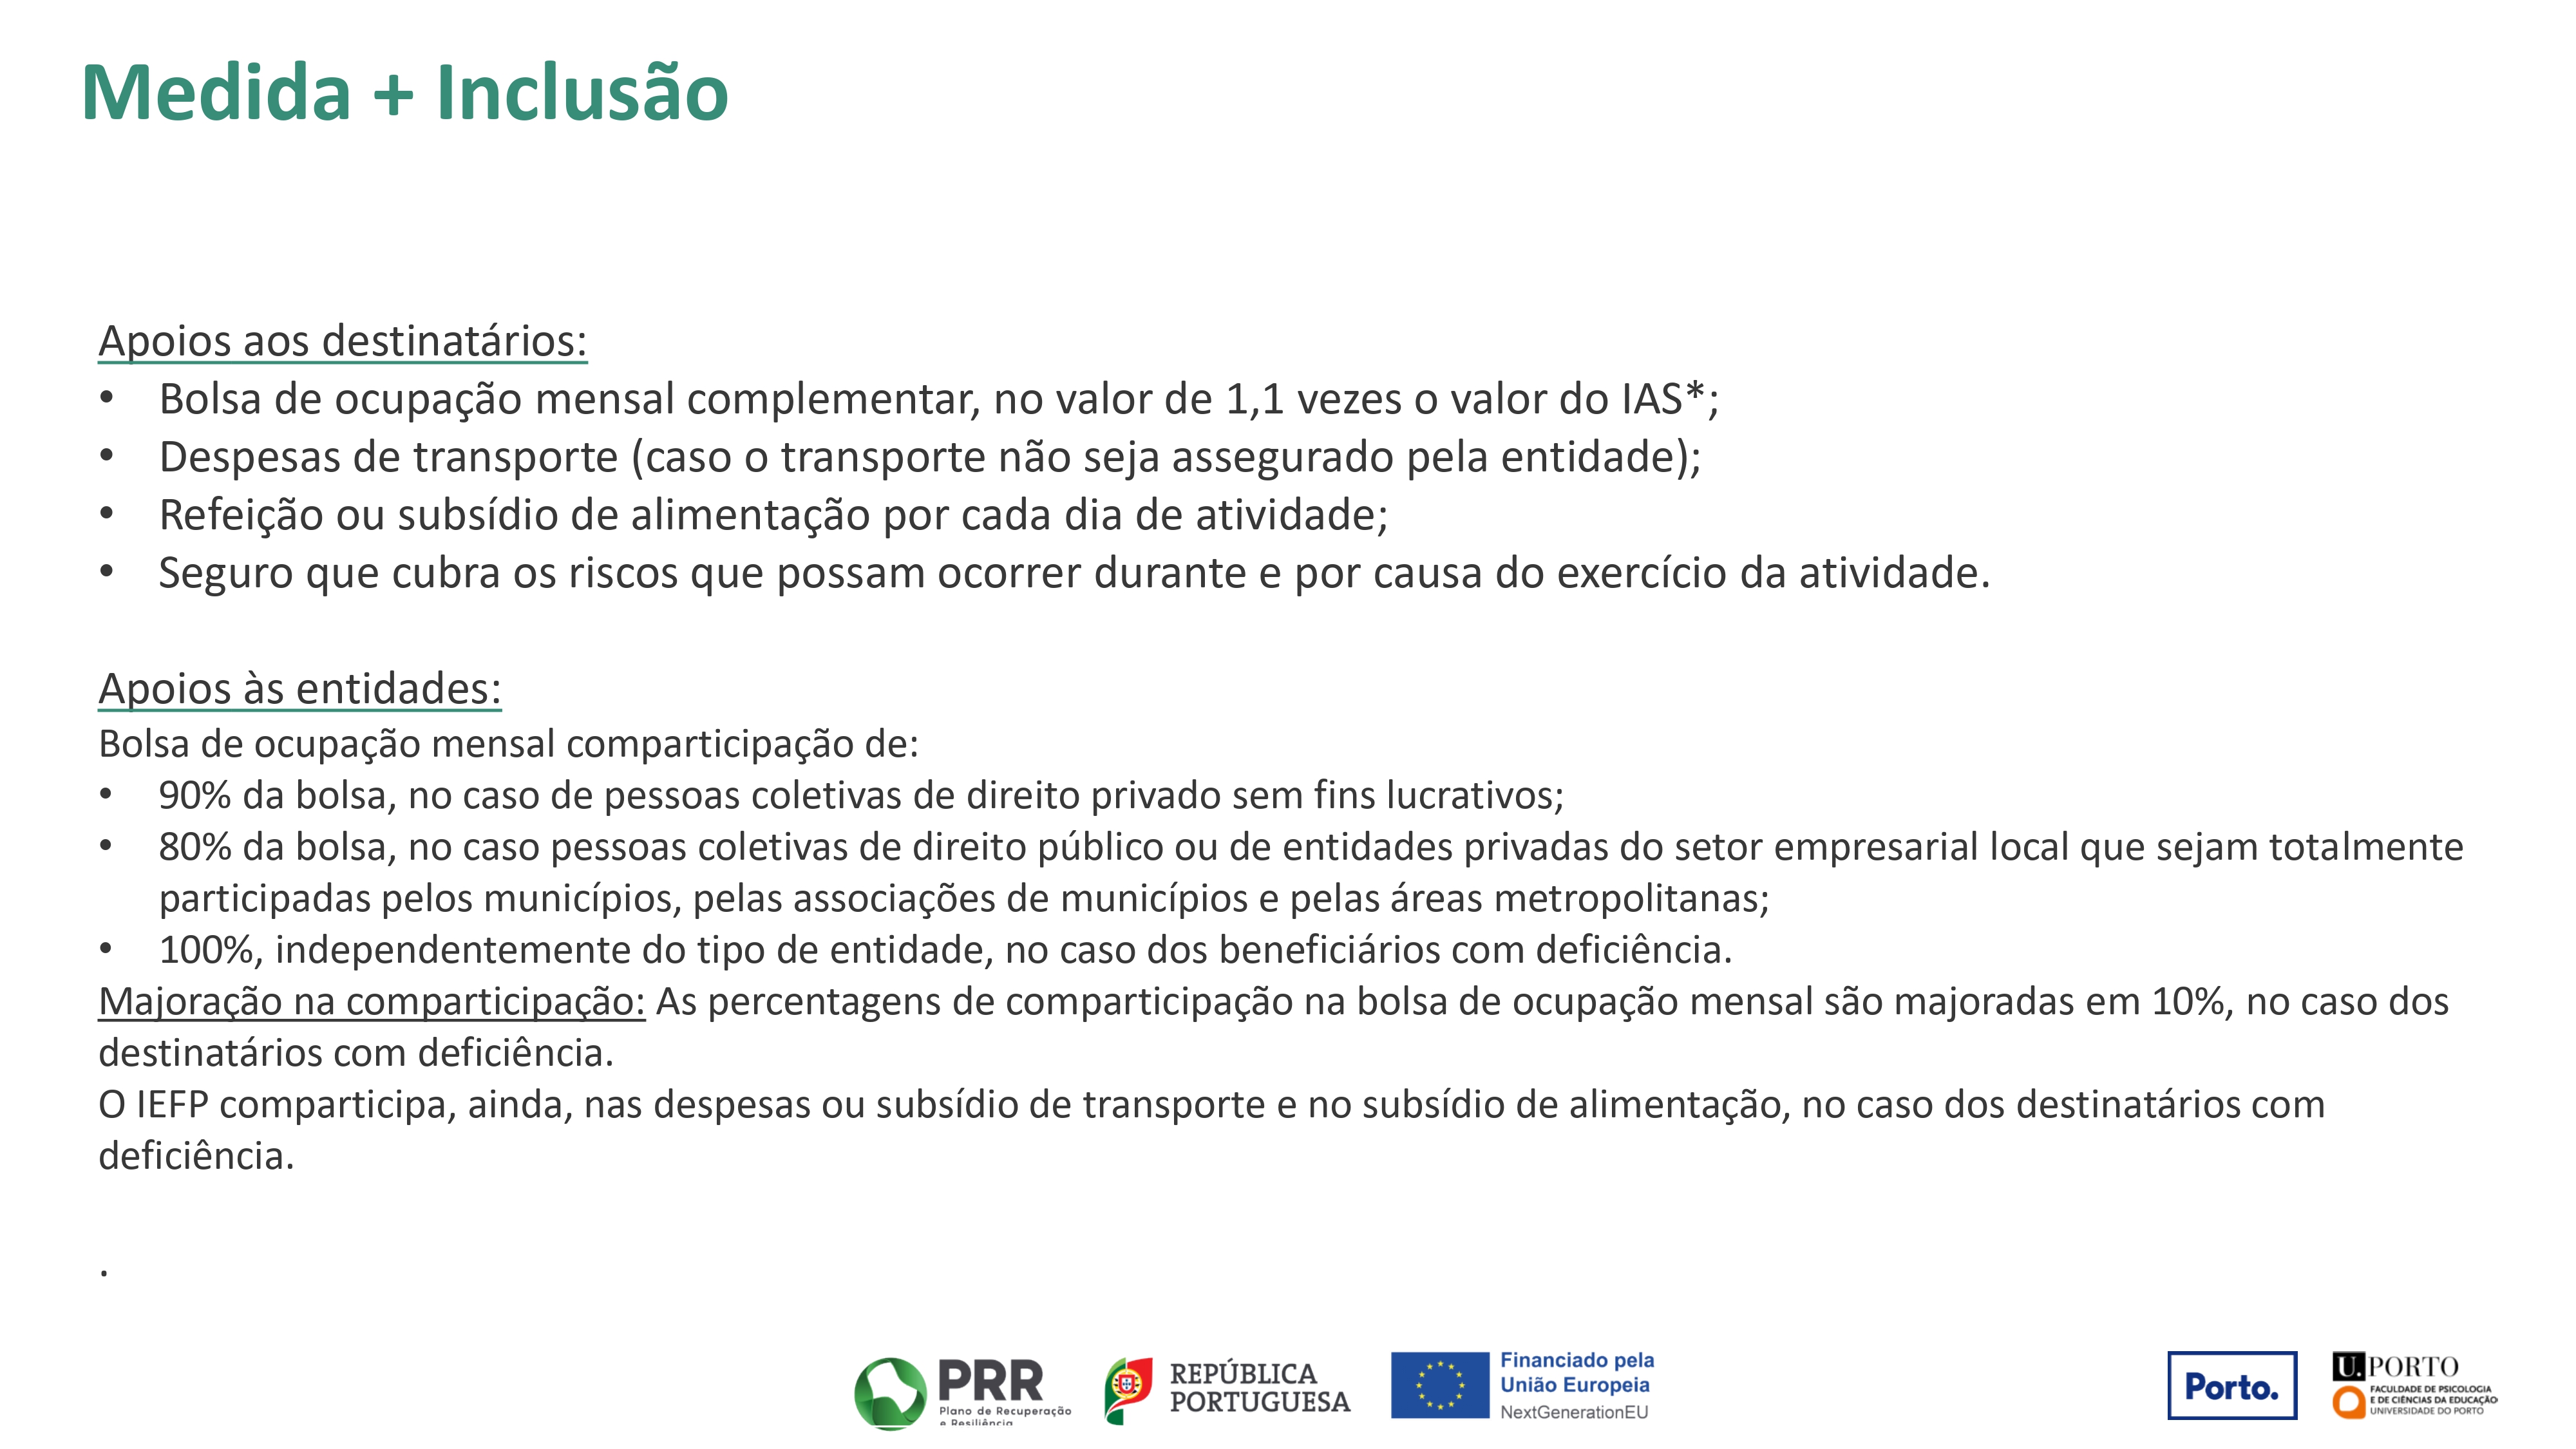 Medida + Inclusão
Apoios aos destinatários:
• Bolsa de ocupação mensal complementar, no valor de 1,1 vezes o valor do IAS*;
• Despesas de transporte (caso o transporte não seja assegurado pela entidade);
• Refeição ou subsídio de alimentação por cada dia de atividade;
• Seguro que cubra os riscos que possam ocorrer durante e por causa do exercício da atividade.
Apoios às entidades:
Bolsa de ocupação mensal comparticipação de:
• 90% da bolsa, no caso de pessoas coletivas de direito privado sem fins lucrativos;
• 80% da bolsa, no caso pessoas coletivas de direito público ou de entidades privadas do setor empresarial local que sejam totalmente
participadas pelos municípios, pelas associações de municípios e pelas áreas metropolitanas;
• 100%, independentemente do tipo de entidade, no caso dos beneficiários com deficiência.
Majoração na comparticipação: As percentagens de comparticipação na bolsa de ocupação mensal são majoradas em 10%, no caso dos
destinatários com deficiência.
O IEFP comparticipa, ainda, nas despesas ou subsídio de transporte e no subsídio de alimentação, no caso dos destinatários com
deficiência.
.
PRR
Plano de Recuperação
e Resiliência
REPÚBLICA
PORTUGUESA
Financiado pela
União Europeia
NextGenerationEU
Porto.
U.PORTO
FACULDADE DE PSICOLOGIA
E DE CIÊNCIAS DA EDUCAÇÃO
UNIVERSIDADE DO PORTO